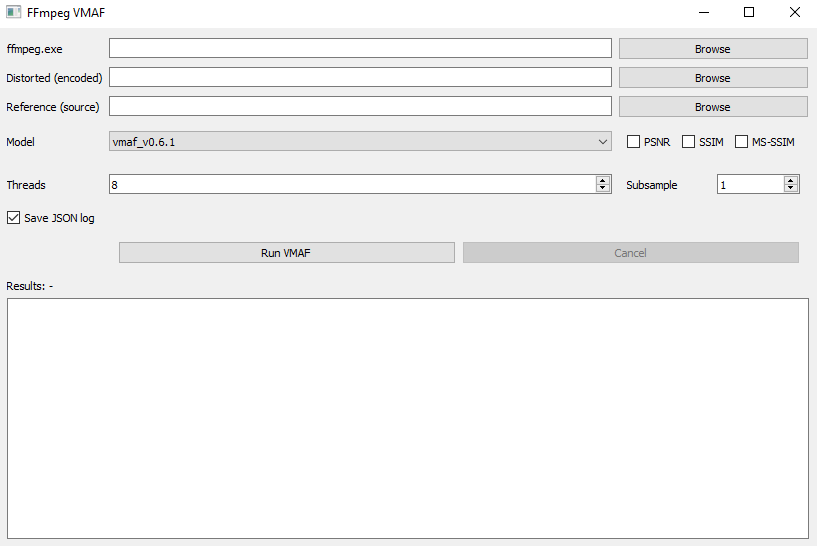 FFmpeg VMAF
ffmpeg.exe Browse
Distorted (encoded) Browse
Reference (source) Browse
Model vmaf_v0.6.1 PSNR SSIM MS-SSIM
Threads 8 Subsample 1
Save JSON log
Run VMAF Cancel
Results: -